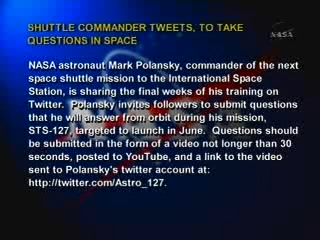 SHUTTLE COMMANDER TWEETS, TO TAKE
QUESTIONS IN SPACE
NASA
NASA astronaut Mark Polansky, commander of the next
space shuttle mission to the International Space
Station, is sharing the final weeks of his training on
Twitter.  Polansky invites followers to submit questions
that he will answer from orbit during his mission,
STS-127, targeted to launch in June.  Questions should
be submitted in the form of a video not longer than 30
seconds, posted to YouTube, and a link to the video
sent to Polansky's twitter account at:
http://twitter.com/Astro_127.